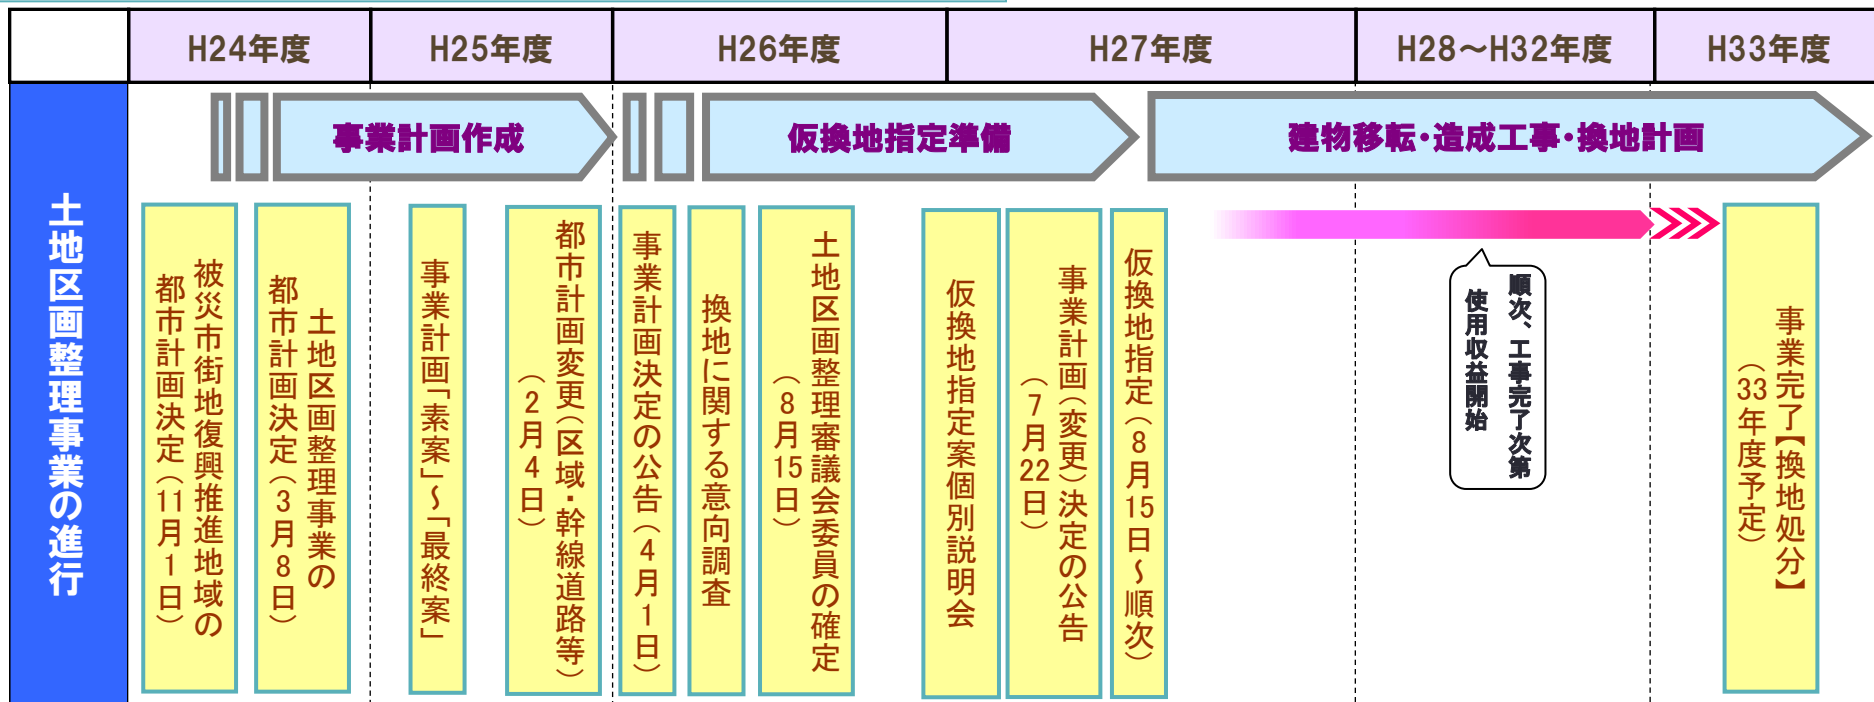 H24年度
H25年度
H26年度
H27年度
H28～H32年度
H33年度
土地区画整理事業の進行
事業計画作成
仮換地指定準備
建物移転・造成工事・換地計画
被災市街地復興推進地域の
都市計画決定（11月1日）
土地区画整理事業の
都市計画決定（3月8日）
事業計画「素案」～「最終案」
都市計画変更（区域・幹線道路等）
（2月4日）
事業計画決定の公告（4月1日）
換地に関する意向調査
土地区画整理審議会委員の確定
（8月15日）
仮換地指定案個別説明会
事業計画（変更）決定の公告
（7月22日）
仮換地指定（8月15日～順次）
順次、工事完了次第
使用収益開始
事業完了【換地処分】
（33年度予定）